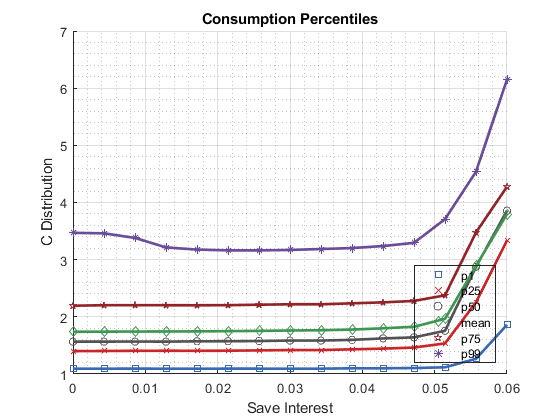 Consumption Percentiles
7
6
5
4
3
2
1
C Distribution
p1
p25
p50
mean
p75
p99
0 0.01 0.02 0.03 0.04 0.05 0.06
Save Interest